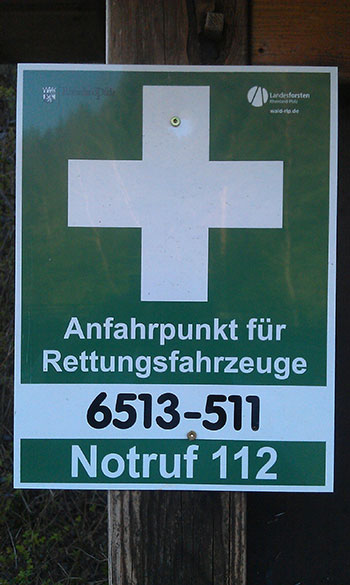 Landesforsten
Rheinland-Pfalz
wald-rlp.de
Anfahrpunkt für
Rettungsfahrzeuge
6513-511
Notruf 112